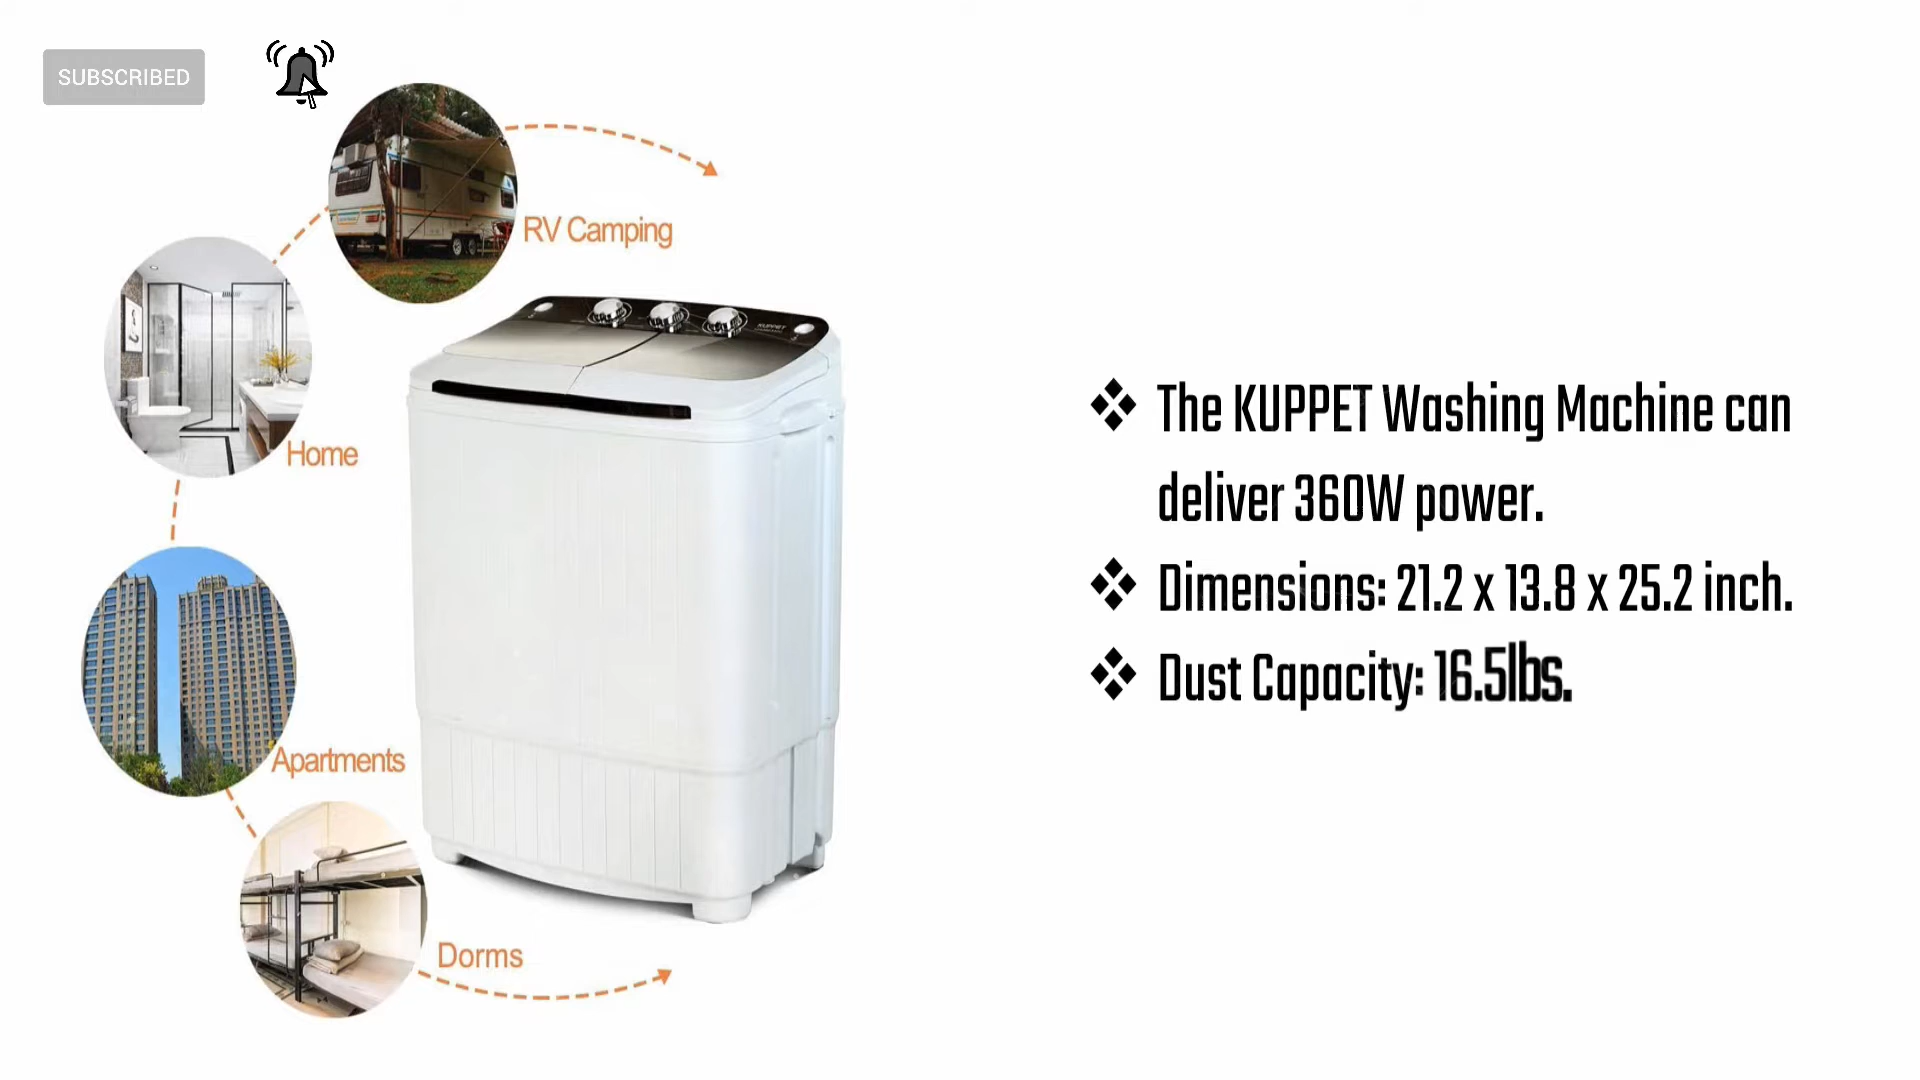 SUBSCRIBED
RV Camping
Home
Apartments
Dorms
KUPPET
The KUPPET Washing Machine can
deliver 360W power.
Dimensions: 21.2 x 13.8 x 25.2 inch.
Dust Capacity: 16.5lbs.